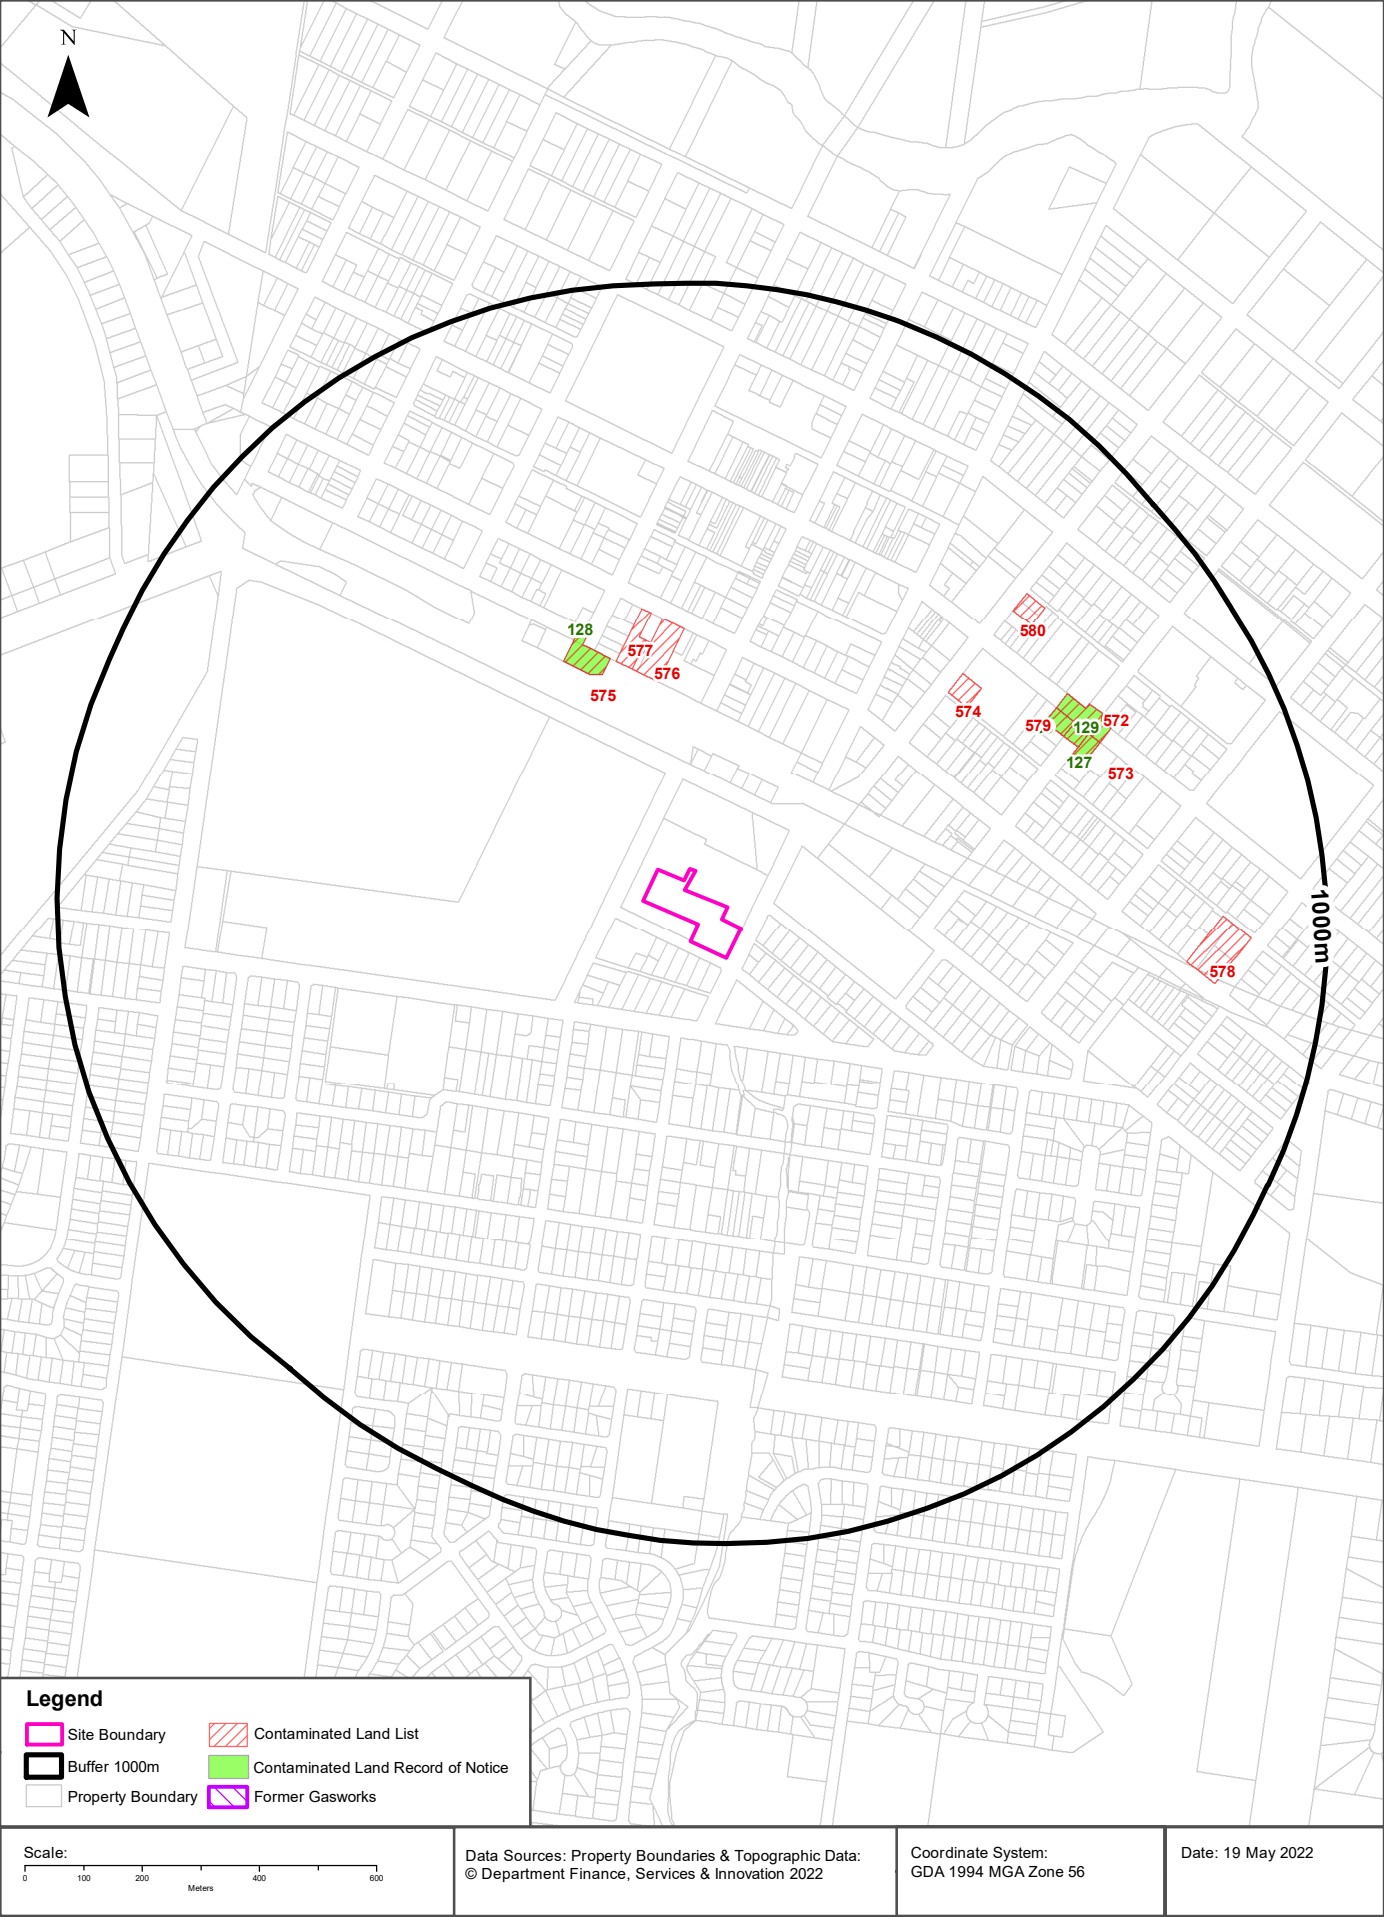 N
580
128
577
576
575
574
579
129
572
127
573
1000m
578
Legend
Site Boundary
Contaminated Land List
Buffer 1000m
Contaminated Land Record of Notice
Property Boundary
Former Gasworks
Scale:
0 100 200 400 600
Meters
Data Sources: Property Boundaries & Topographic Data:
© Department Finance, Services & Innovation 2022
Coordinate System:
GDA 1994 MGA Zone 56
Date: 19 May 2022